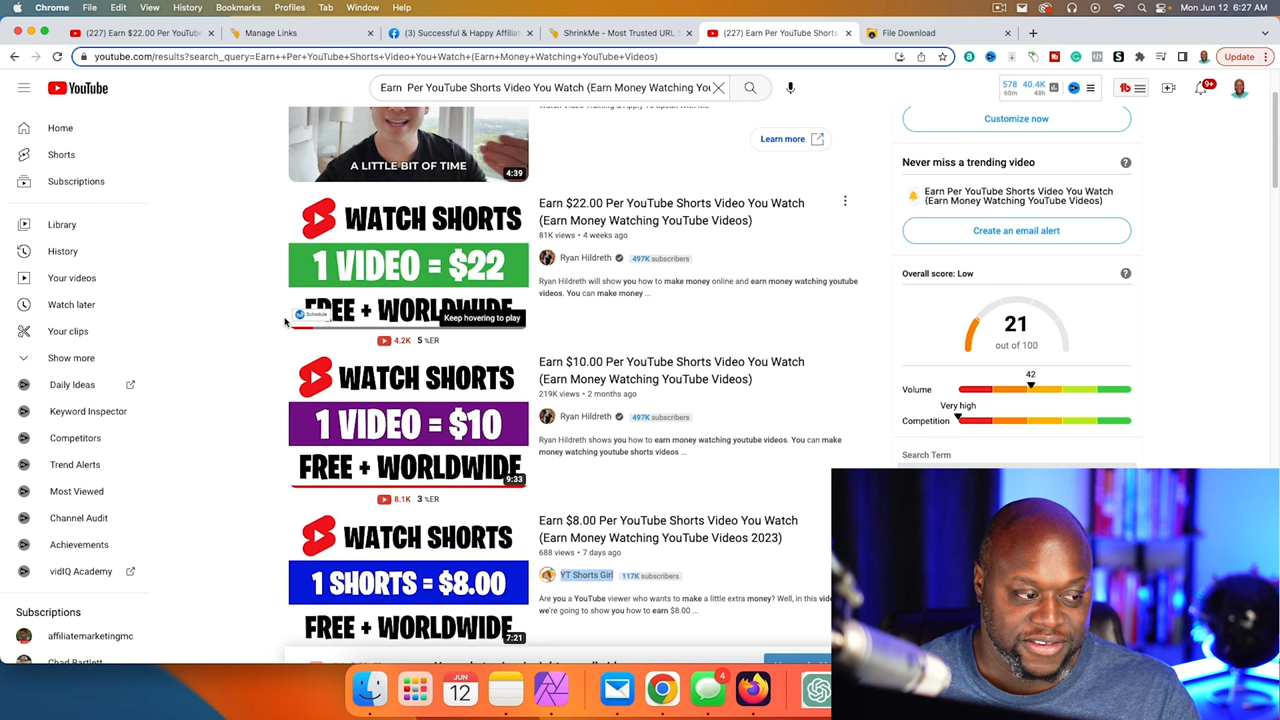 Chrome File Edit View History Bookmarks Profiles Tab Window Help
Mon Jun 12 6:27 AM
(227) Earn $22.00 Per YouTube
Manage Links
(3) Successful & Happy Affiliat
ShrinkMe - Most Trusted URL S
(227) Earn Per YouTube Shorts
File Download
youtube.com/results?search_query=Earn++Per+YouTube+Shorts+Video+You+Watch+(Earn+Money+Watching+YouTube+Videos)
Update
YouTube
Earn Per YouTube Shorts Video You Watch (Earn Money Watching You
578 60m
40.4K 48h
tb
9+
Home
Shorts
Subscriptions
Library
History
Your videos
Watch later
Your clips
Show more
Daily Ideas
Keyword Inspector
Competitors
Trend Alerts
Most Viewed
Channel Audit
Achievements
vidIQ Academy
Subscriptions
affiliatemarketingmc
Chad Bartlett
A LITTLE BIT OF TIME
4:39
Learn more
WATCH SHORTS
1 VIDEO = $22
FREE + WORLDWIDE
Schedule
Keep hovering to play
4.2K 5 %ER
Earn $22.00 Per YouTube Shorts Video You Watch
(Earn Money Watching YouTube Videos)
81K views • 4 weeks ago
Ryan Hildreth 497K subscribers
Ryan Hildreth will show you how to make money online and earn money watching youtube
videos. You can make money ...
WATCH SHORTS
1 VIDEO = $10
FREE + WORLDWIDE
9:33
8.1K 3 %ER
Earn $10.00 Per YouTube Shorts Video You Watch
(Earn Money Watching YouTube Videos)
219K views • 2 months ago
Ryan Hildreth 497K subscribers
Ryan Hildreth shows you how to earn money watching youtube videos. You can make
money watching youtube shorts videos ...
WATCH SHORTS
1 SHORTS = $8.00
FREE + WORLDWIDE
7:21
Earn $8.00 Per YouTube Shorts Video You Watch
(Earn Money Watching YouTube Videos 2023)
688 views • 7 days ago
YT Shorts Girl 117K subscribers
Are you a YouTube viewer who wants to make a little extra money? Well, in this vide
we're going to show you how to earn $8.00 ...
Customize now
Never miss a trending video
Earn Per YouTube Shorts Video You Watch
(Earn Money Watching YouTube Videos)
Create an email alert
Overall score: Low
21
out of 100
42
Volume
Very high
Competition
Search Term
JUN
12
4